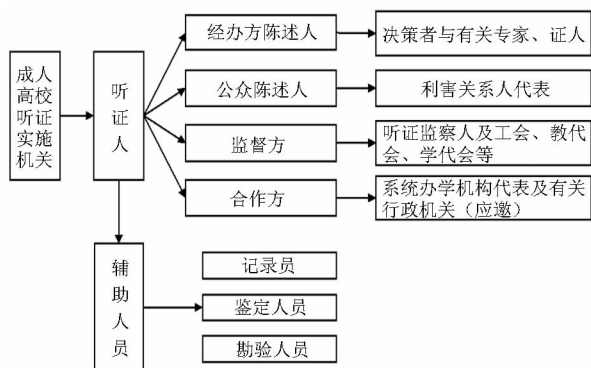 成人
高校
听证
实施
机关
听
证
人
经办方陈述人
决策者与有关专家、证人
公众陈述人
利害关系人代表
监督方
听证监察人及工会、教代
会、学代会等
合作方
系统办学机构代表及有关
行政机关（应邀）
辅
助
人
员
记录员
鉴定人员
勘验人员